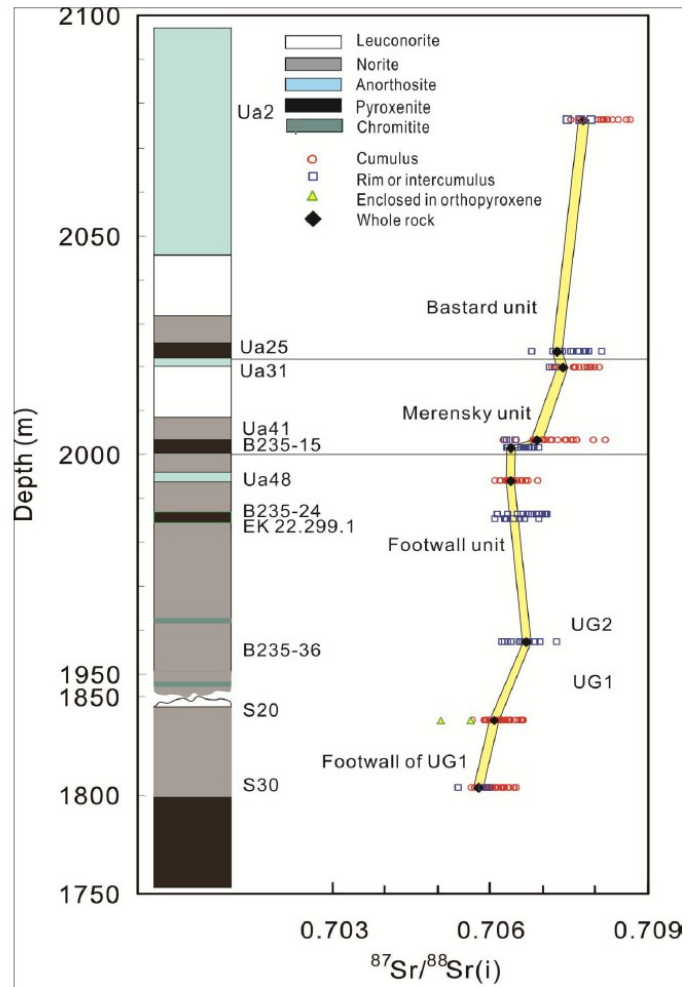 2100
Leuconorite
Norite
Anorthosite
Pyroxenite
Chromitite
Ua2
Cumulus
Rim or intercumulus
Enclosed in orthopyroxene
Whole rock
2050
Bastard unit
Ua25
Ua31
Merensky unit
Ua41
B235-15
2000
Ua48
B235-24
EK 22.299.1
Footwall unit
UG2
B235-36
UG1
1950
1850
S20
Footwall of UG1
S30
1800
1750
Depth (m)
0.703 0.706 0.709
⁸⁷Sr/⁸⁸Sr(i)